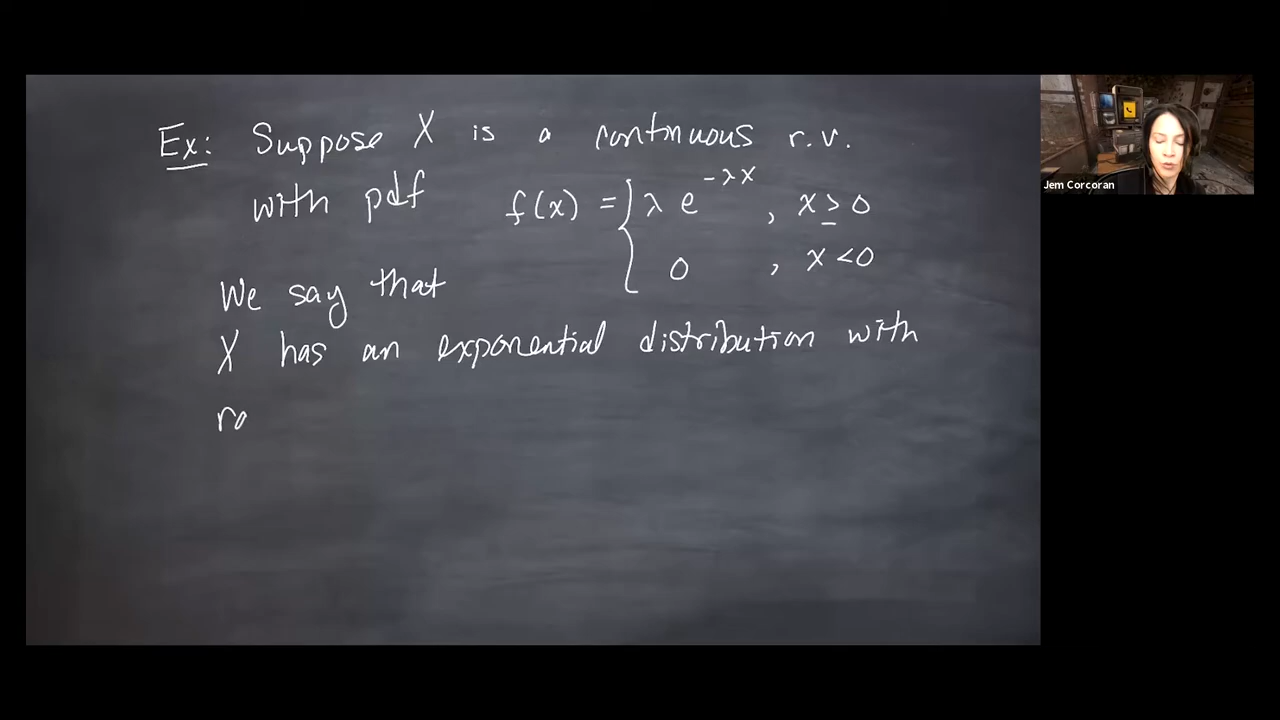 Ex: Suppose X is a continuous r.v.
with pdf f(x) = { λ e^{-λx} , x ≥ 0
0 , x < 0
We say that
X has an exponential distribution with
ra
Jem Corcoran